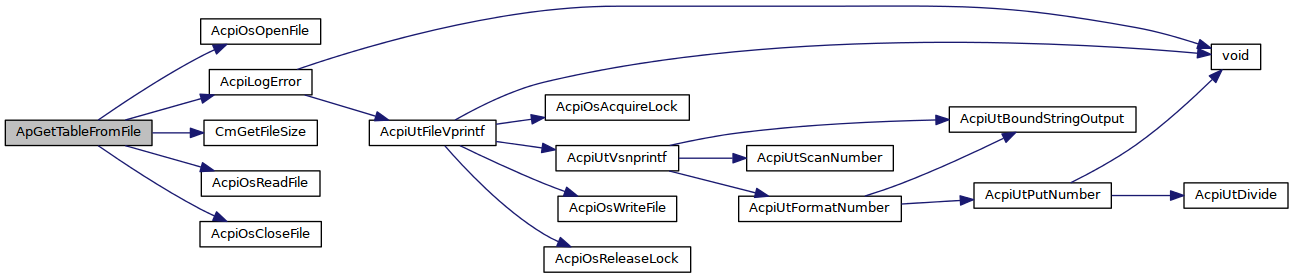 AcpiOsOpenFile
AcpiLogError
void
ApGetTableFromFile
CmGetFileSize
AcpiUtFileVprintf
AcpiOsAcquireLock
AcpiUtBoundStringOutput
AcpiUtVsnprintf
AcpiUtScanNumber
AcpiOsReadFile
AcpiOsWriteFile
AcpiUtFormatNumber
AcpiUtPutNumber
AcpiUtDivide
AcpiOsCloseFile
AcpiOsReleaseLock